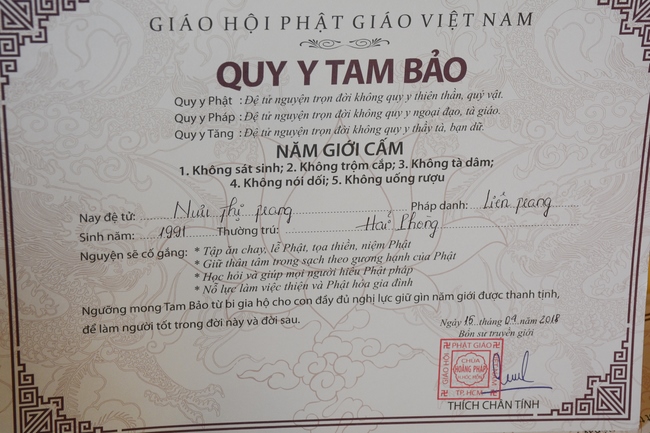 GIÁO HỘI PHẬT GIÁO VIỆT NAM
QUY Y TAM BẢO
Quy y Phật : Đệ tử nguyện trọn đời không quy y thiên thần, quỷ vật.
Quy y Pháp : Đệ tử nguyện trọn đời không quy y ngoại đạo, tà giáo.
Quy y Tăng : Đệ tử nguyện trọn đời không quy y thầy tà, bạn dữ.
NĂM GIỚI CẤM
1. Không sát sinh; 2. Không trộm cắp; 3. Không tà dâm;
4. Không nói dối; 5. Không uống rượu
Nay đệ tử: Thị Giang Pháp danh: Liên Giang
Sinh năm: 1991 Thường trú: Hải Phòng
Nguyện sẽ cố gắng: * Tập ăn chay, lễ Phật, tọa thiền, niệm Phật
* Giữ thân tâm trong sạch theo gương hạnh của Phật
* Học hỏi và giúp mọi người hiểu Phật pháp
* Nỗ lực làm việc thiện và Phật hóa gia đình
Ngưỡng mong Tam Bảo từ bi gia hộ cho con đầy đủ nghị lực giữ gìn năm giới được thanh tịnh,
để làm người tốt trong đời này và đời sau.
Ngày 15 tháng 09 năm 2018
Bổn sư truyền giới
PHẬT GIÁO
GIÁO HỘI
CHÙA
HOẰNG PHÁP
H. HÓC MÔN
VIỆT NAM
TP.HCM
THÍCH CHÂN TÍNH